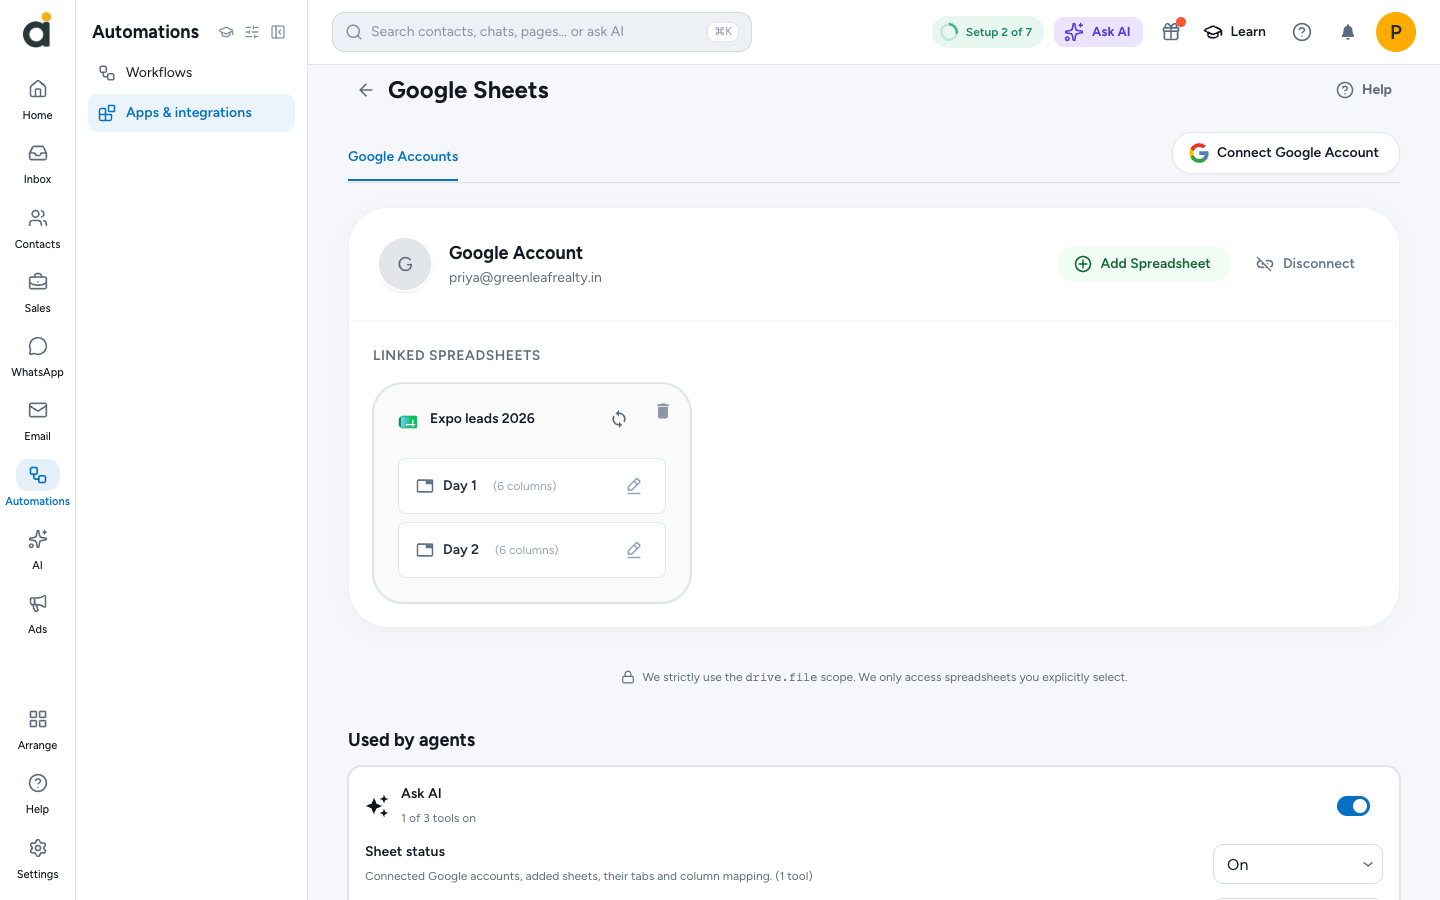 Automations
Search contacts, chats, pages... or ask AI
⌘K
Setup 2 of 7
Ask AI
Learn
P
Home
Inbox
Contacts
Sales
WhatsApp
Email
Automations
AI
Ads
Arrange
Help
Settings
Workflows
Apps & integrations
Google Sheets
Help
Google Accounts
Connect Google Account
G
Google Account
priya@greenleafrealty.in
Add Spreadsheet
Disconnect
LINKED SPREADSHEETS
Expo leads 2026
Day 1 (6 columns)
Day 2 (6 columns)
We strictly use the drive.file scope. We only access spreadsheets you explicitly select.
Used by agents
Ask AI
1 of 3 tools on
Sheet status
Connected Google accounts, added sheets, their tabs and column mapping. (1 tool)
On